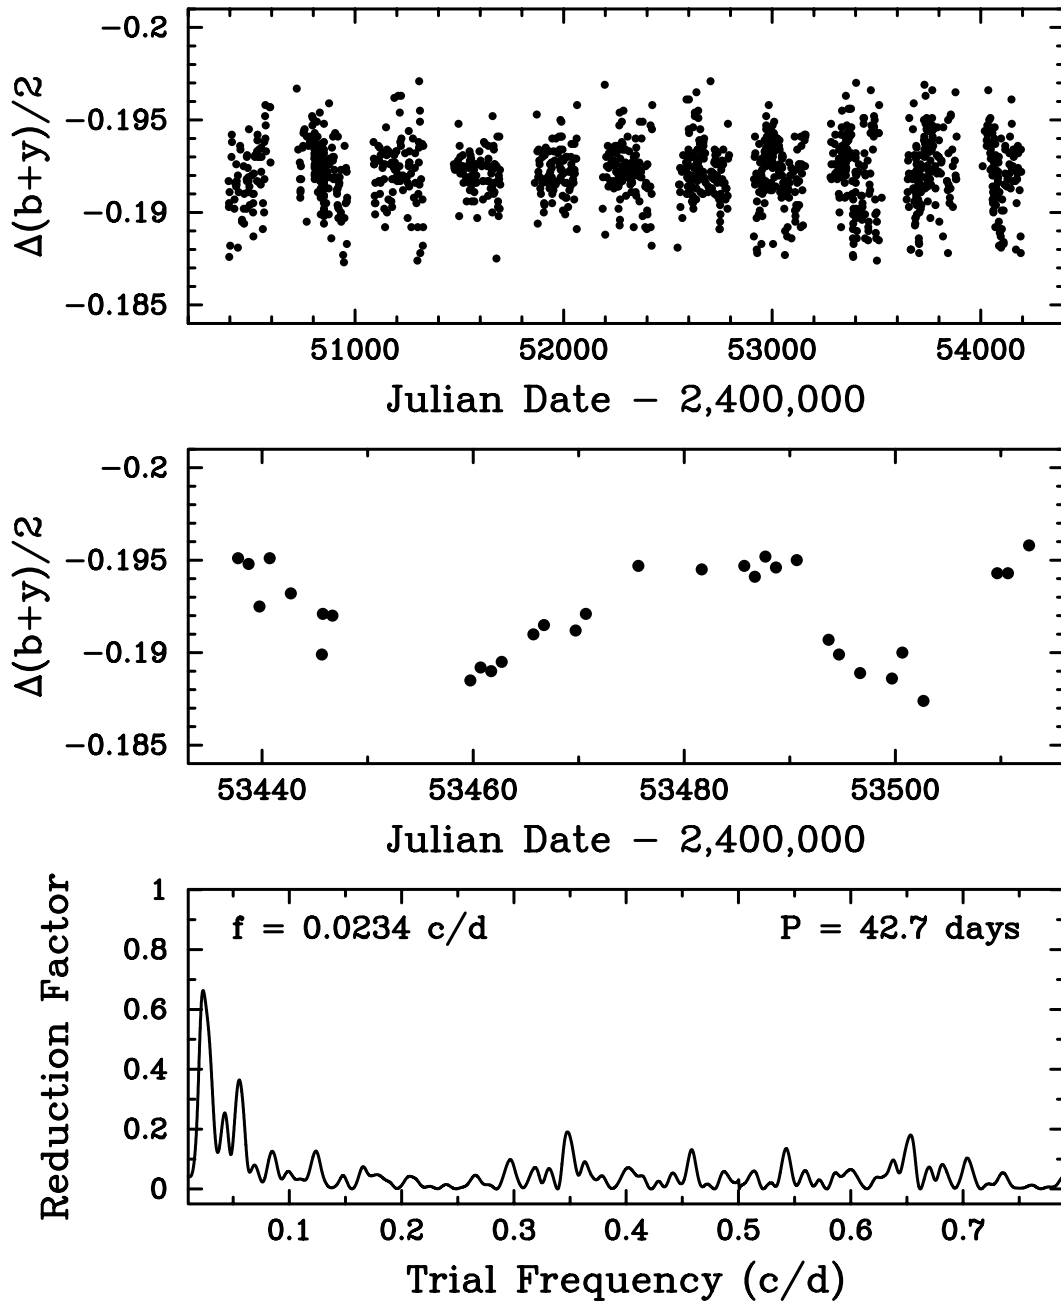 Δ(b+y)/2
−0.2
−0.195
−0.19
−0.185
51000 52000 53000 54000
Julian Date − 2,400,000
Δ(b+y)/2
−0.2
−0.195
−0.19
−0.185
53440 53460 53480 53500
Julian Date − 2,400,000
Reduction Factor
1
0.8
0.6
0.4
0.2
0
f = 0.0234 c/d P = 42.7 days
0.1 0.2 0.3 0.4 0.5 0.6 0.7
Trial Frequency (c/d)